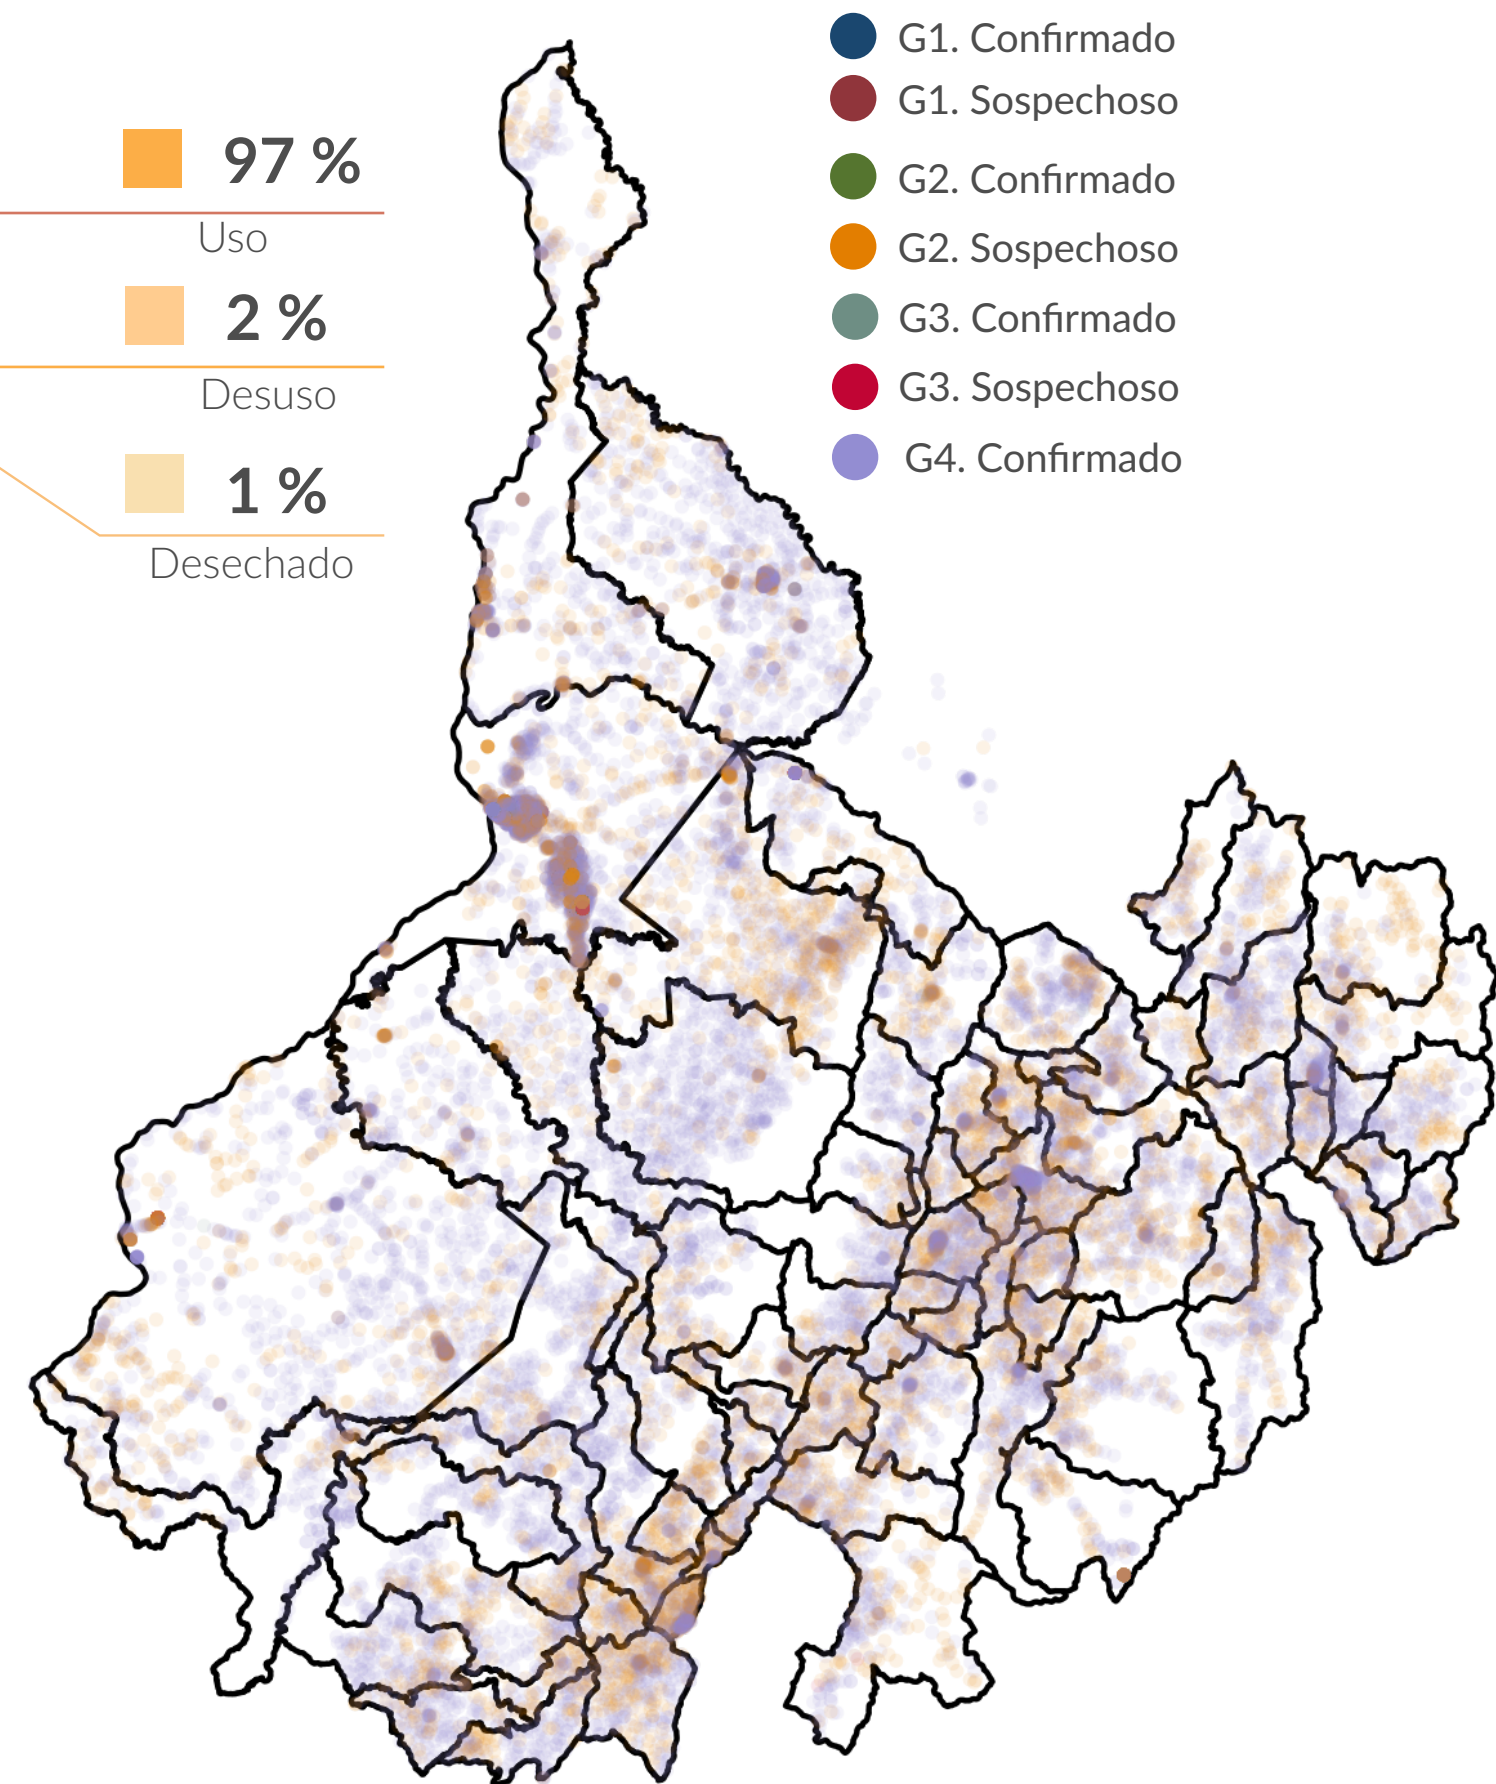 97 %
Uso
2 %
Desuso
1 %
Desechado
G1. Confirmado
G1. Sospechoso
G2. Confirmado
G2. Sospechoso
G3. Confirmado
G3. Sospechoso
G4. Confirmado